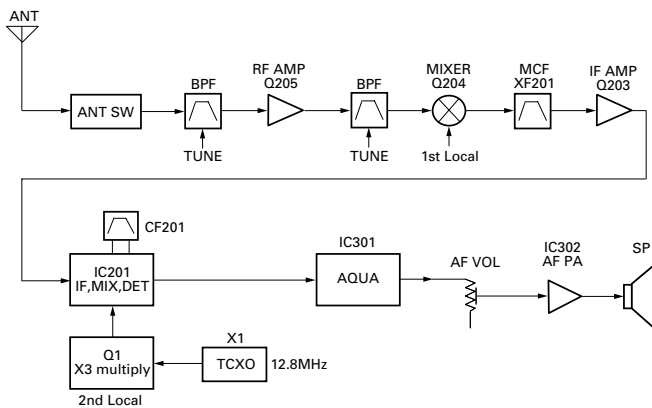 ANT
ANT SW
BPF
TUNE
RF AMP
Q205
BPF
TUNE
MIXER
Q204
1st Local
MCF
XF201
IF AMP
Q203
CF201
IC201
IF,MIX,DET
IC301
AQUA
AF VOL
IC302
AF PA
SP
Q1
X3 multiply
2nd Local
X1
TCXO
12.8MHz